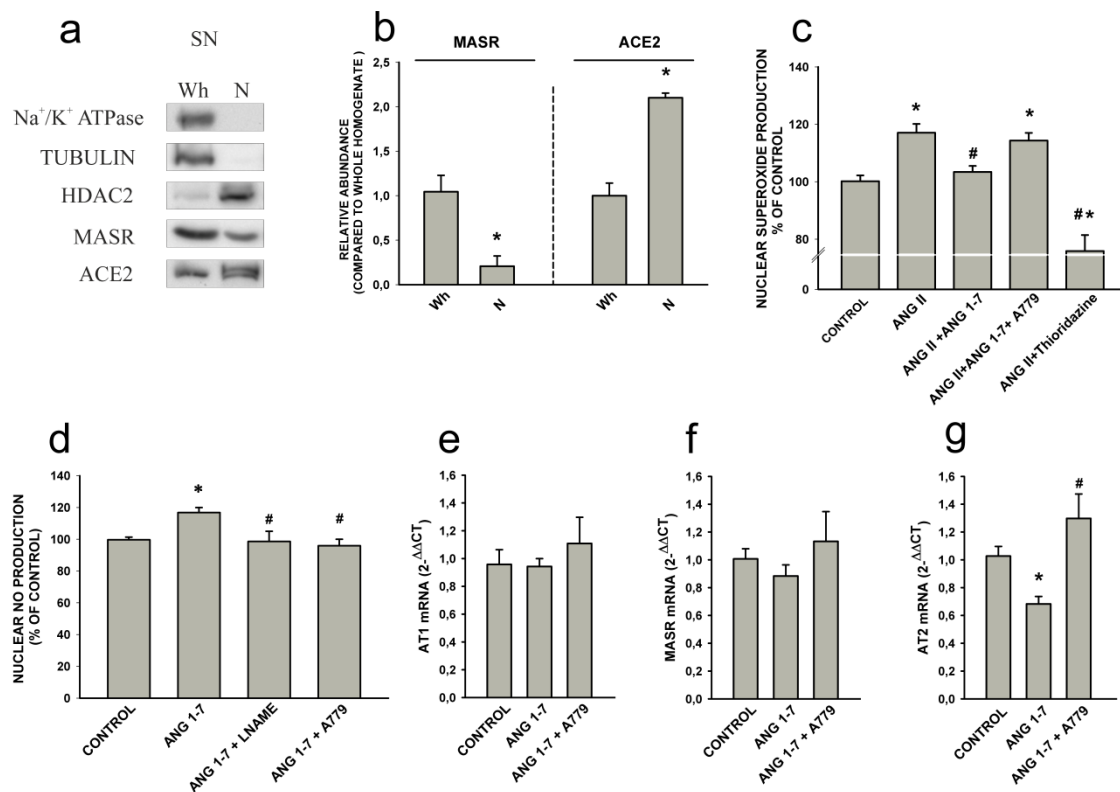 a
SN
Wh N
Na⁺/K⁺ ATPase
TUBULIN
HDAC2
MASR
ACE2
b
MASR ACE2
RELATIVE ABUNDANCE
(COMPARED TO WHOLE HOMOGENATE)
2,5
2,0
1,5
1,0
0,5
0,0
* *
Wh N Wh N
c
NUCLEAR SUPEROXIDE PRODUCTION
% OF CONTROL
140
120
100
80
0
* # * #*
CONTROL
ANG II
ANG II +ANG 1-7
ANG II+ANG 1-7+ A779
ANG II+Thioridazine
d
NUCLEAR NO PRODUCTION
(% OF CONTROL)
140
120
100
80
60
40
20
0
* # #
CONTROL
ANG 1-7
ANG 1-7 + LNAME
ANG 1-7 + A779
e
AT1 mRNA (2-ΔΔCT)
1,6
1,4
1,2
1,0
0,8
0,6
0,4
0,2
0,0
CONTROL
ANG 1-7
ANG 1-7 + A779
f
MASR mRNA (2-ΔΔCT)
1,6
1,4
1,2
1,0
0,8
0,6
0,4
0,2
0,0
CONTROL
ANG 1-7
ANG 1-7 + A779
g
AT2 mRNA (2-ΔΔCT)
1,6
1,4
1,2
1,0
0,8
0,6
0,4
0,2
0,0
* #
CONTROL
ANG 1-7
ANG 1-7 + A779